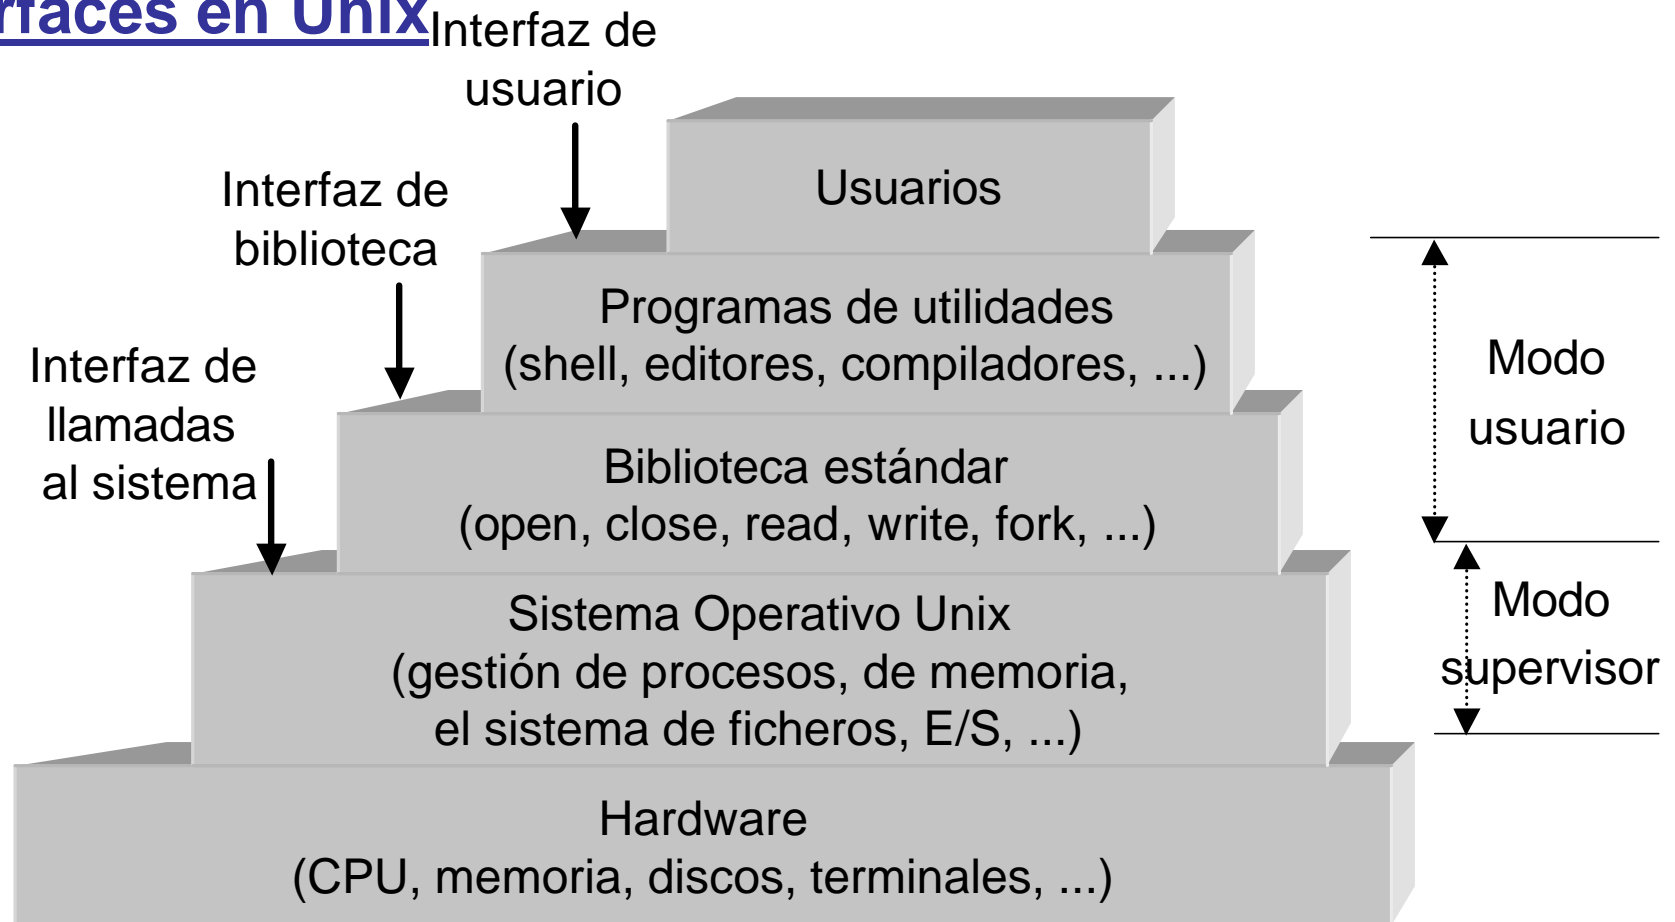 rfaces en Unix
Interfaz de
usuario
Interfaz de
biblioteca
Interfaz de
llamadas
al sistema
Usuarios
Programas de utilidades
(shell, editores, compiladores, ...)
Biblioteca estándar
(open, close, read, write, fork, ...)
Sistema Operativo Unix
(gestión de procesos, de memoria,
el sistema de ficheros, E/S, ...)
Hardware
(CPU, memoria, discos, terminales, ...)
Modo
usuario
Modo
supervisor